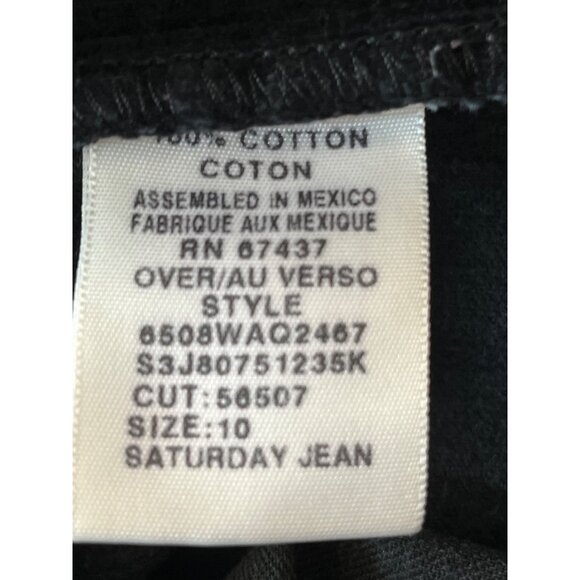 100% COTTON
COTON
ASSEMBLED IN MEXICO
FABRIQUE AUX MEXIQUE
RN 67437
OVER/AU VERSO
STYLE
6508WAQ2467
S3J80751235K
CUT:56507
SIZE:10
SATURDAY JEAN